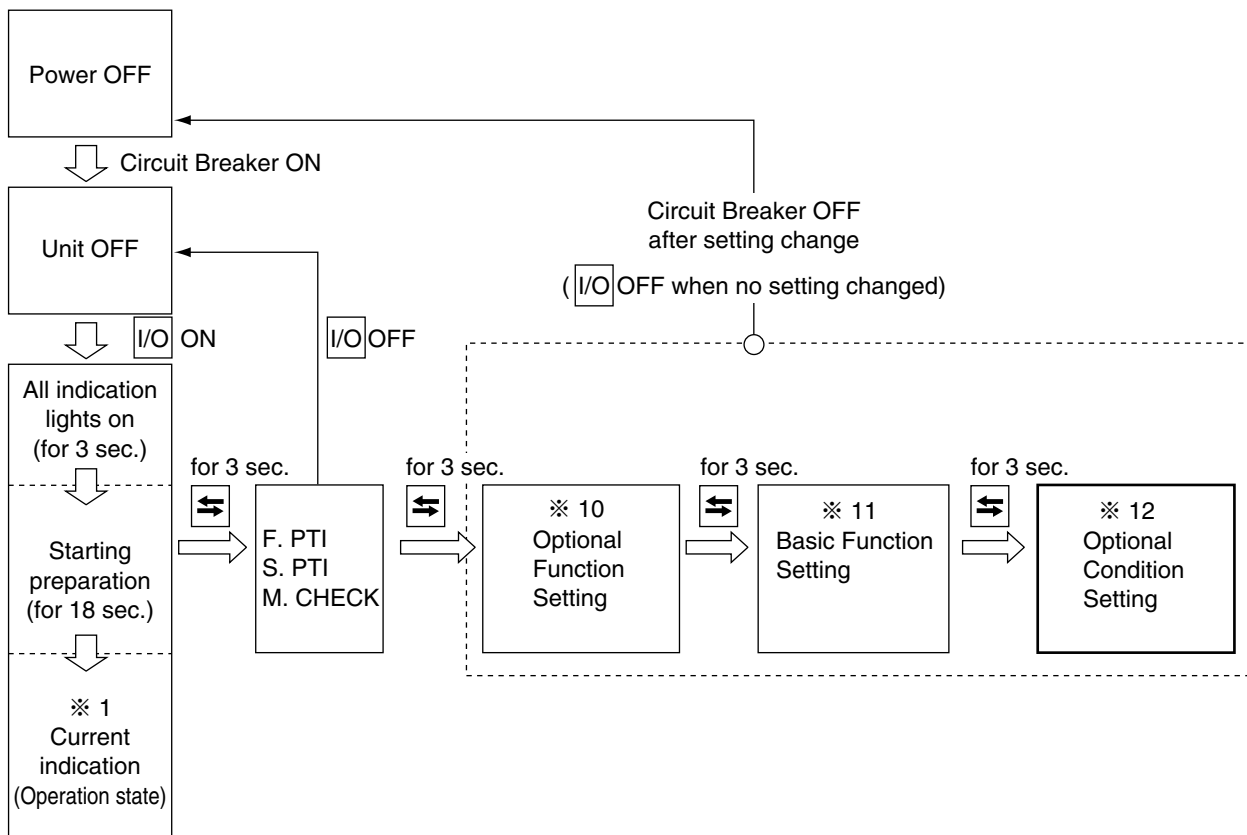 Power OFF
Circuit Breaker ON
Unit OFF
Circuit Breaker OFF
after setting change
( I/O OFF when no setting changed)
I/O ON
I/O OFF
All indication
lights on
(for 3 sec.)
for 3 sec.
for 3 sec.
for 3 sec.
for 3 sec.
Starting
preparation
(for 18 sec.)
F. PTI
S. PTI
M. CHECK
※ 10
Optional
Function
Setting
※ 11
Basic Function
Setting
※ 12
Optional
Condition
Setting
※ 1
Current
indication
(Operation state)